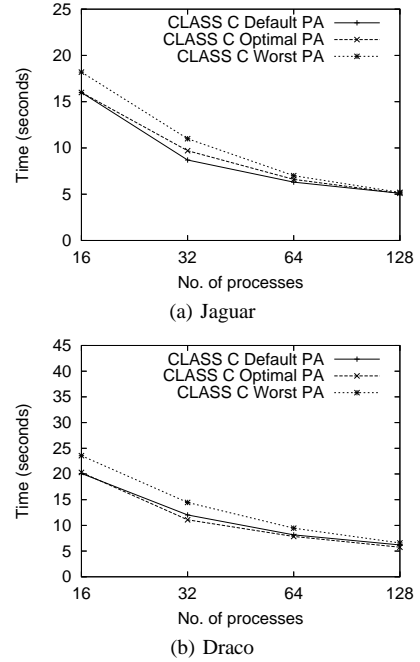 25
20
15
10
5
0
Time (seconds)
CLASS C Default PA
CLASS C Optimal PA
CLASS C Worst PA
16 32 64 128
No. of processes
(a) Jaguar
45
40
35
30
25
20
15
10
5
0
Time (seconds)
CLASS C Default PA
CLASS C Optimal PA
CLASS C Worst PA
16 32 64 128
No. of processes
(b) Draco